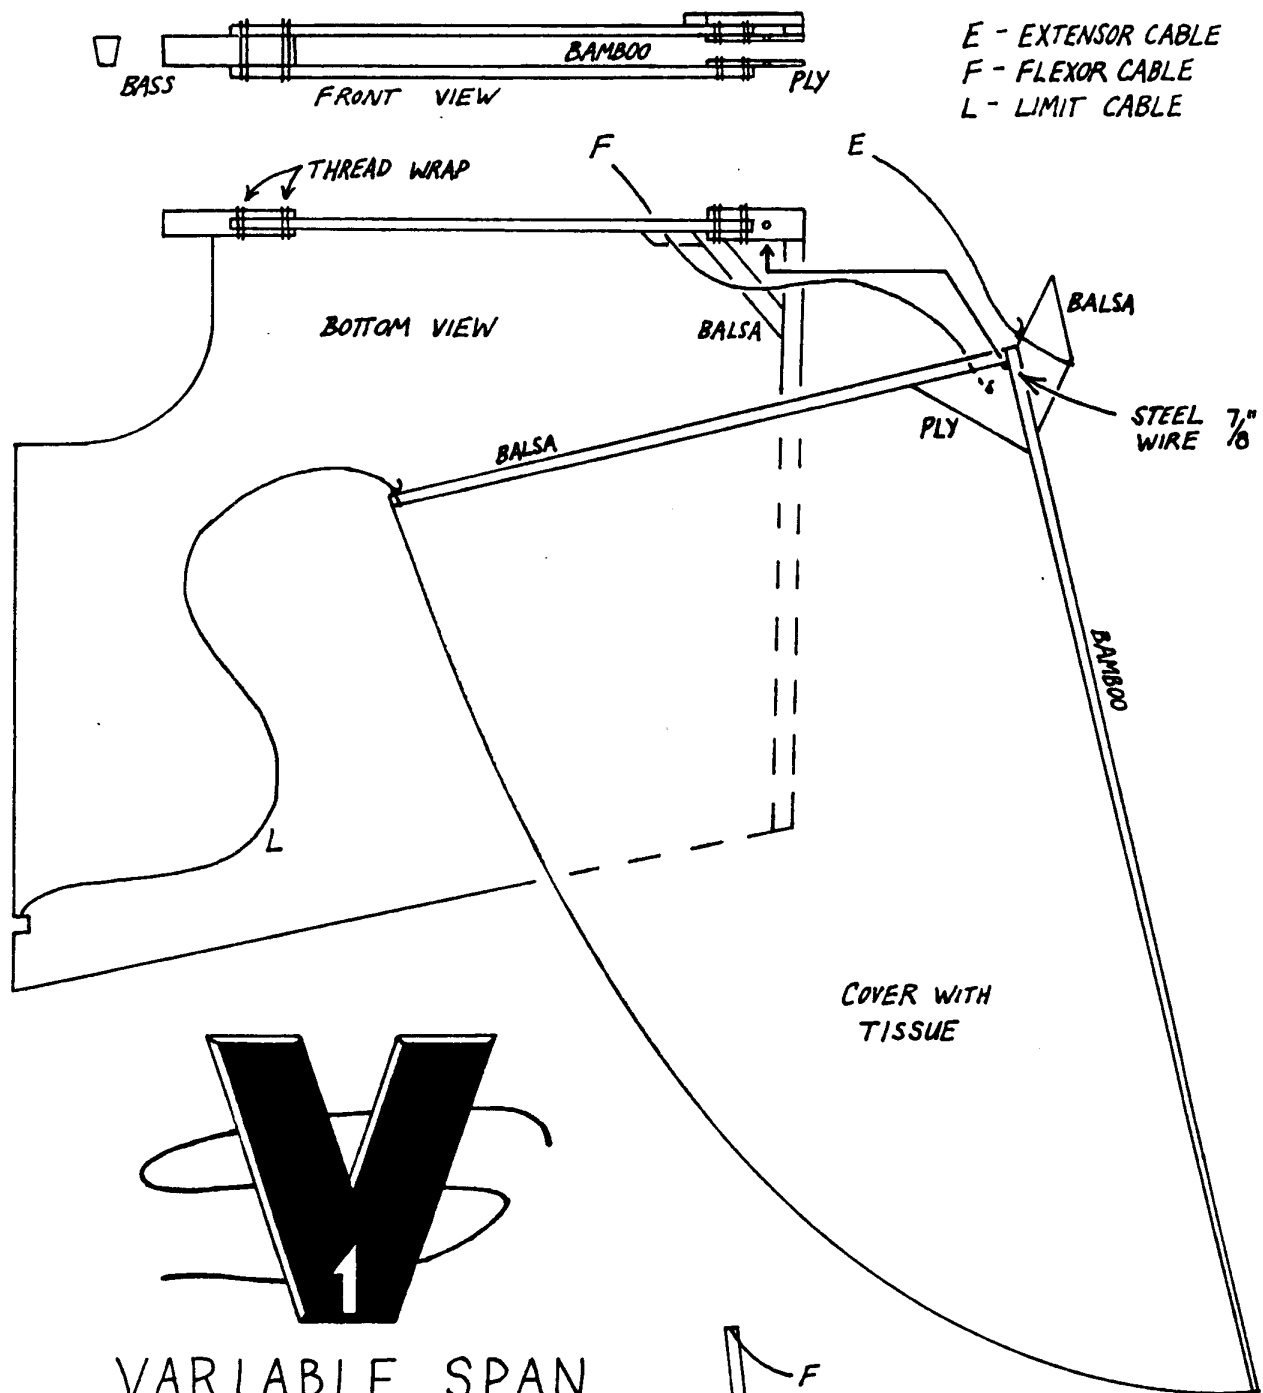 E - EXTENSOR CABLE
F - FLEXOR CABLE
L - LIMIT CABLE
BASS
BAMBOO
PLY
FRONT VIEW
THREAD WRAP
F
E
BOTTOM VIEW
BALSA
BALSA
PLY
STEEL 7/8"
WIRE
BALSA
BAMBOO
L
COVER WITH
TISSUE
V
1
VARIABLE SPAN
F